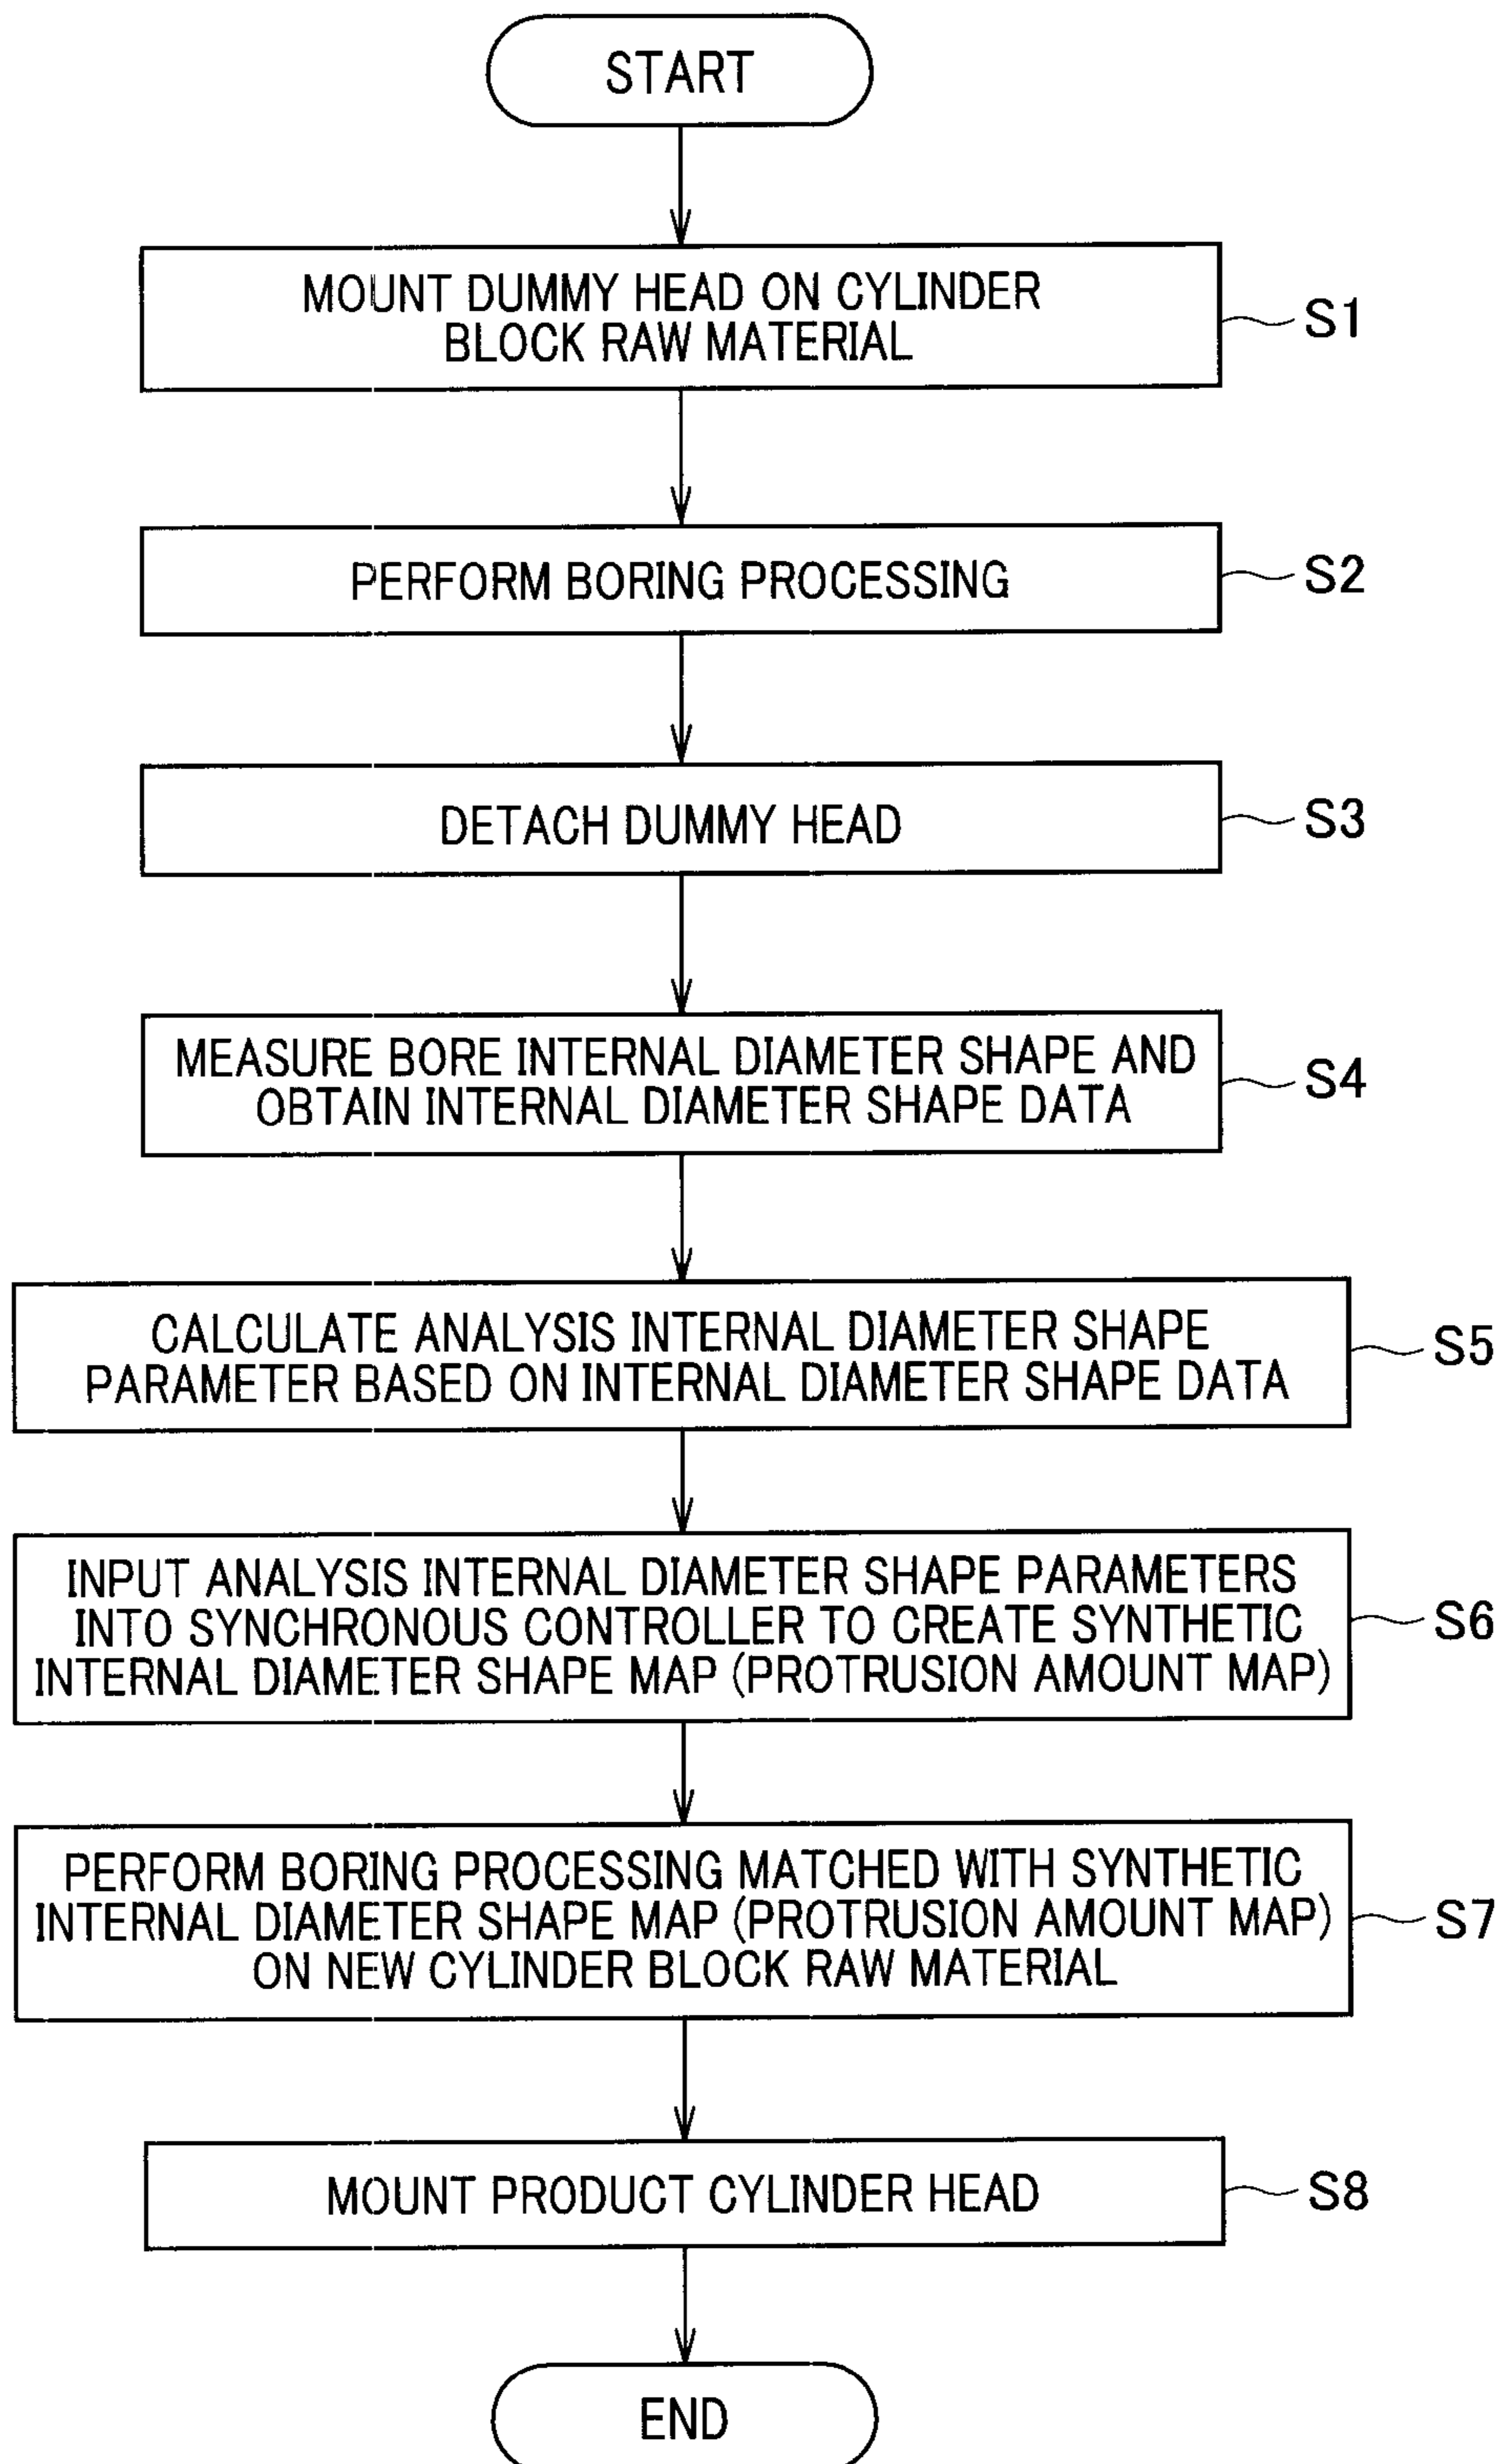 START
MOUNT DUMMY HEAD ON CYLINDER
BLOCK RAW MATERIAL
S1
PERFORM BORING PROCESSING
S2
DETACH DUMMY HEAD
S3
MEASURE BORE INTERNAL DIAMETER SHAPE AND
OBTAIN INTERNAL DIAMETER SHAPE DATA
S4
CALCULATE ANALYSIS INTERNAL DIAMETER SHAPE
PARAMETER BASED ON INTERNAL DIAMETER SHAPE DATA
S5
INPUT ANALYSIS INTERNAL DIAMETER SHAPE PARAMETERS
INTO SYNCHRONOUS CONTROLLER TO CREATE SYNTHETIC
INTERNAL DIAMETER SHAPE MAP (PROTRUSION AMOUNT MAP)
S6
PERFORM BORING PROCESSING MATCHED WITH SYNTHETIC
INTERNAL DIAMETER SHAPE MAP (PROTRUSION AMOUNT MAP)
ON NEW CYLINDER BLOCK RAW MATERIAL
S7
MOUNT PRODUCT CYLINDER HEAD
S8
END